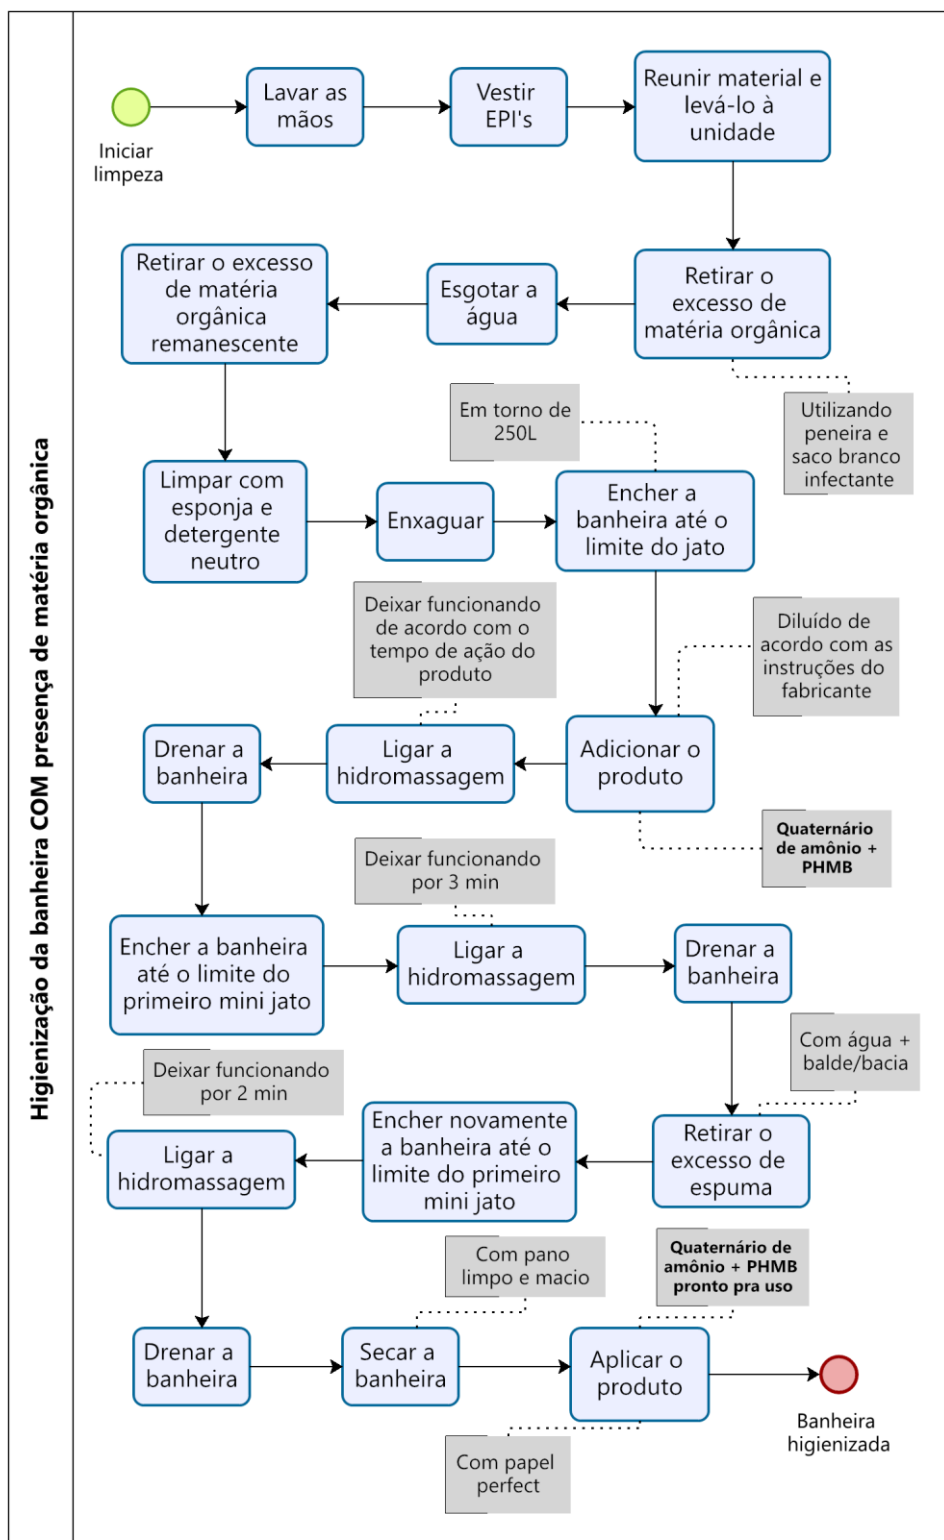 Higienização da banheira COM presença de matéria orgânica
Iniciar
limpeza
Lavar as
mãos
Vestir
EPI's
Reunir material e
levá-lo à
unidade
Retirar o
excesso de
matéria orgânica
Utilizando
peneira e
saco branco
infectante
Esgotar a
água
Retirar o excesso
de matéria
orgânica
remanescente
Limpar com
esponja e
detergente
neutro
Enxaguar
Em torno de
250L
Encher a
banheira até o
limite do jato
Diluído de
acordo com as
instruções do
fabricante
Adicionar o
produto
Quaternário
de amônio +
PHMB
Deixar funcionando
de acordo com o
tempo de ação do
produto
Ligar a
hidromassagem
Drenar a
banheira
Encher a banheira
até o limite do
primeiro mini jato
Deixar funcionando
por 3 min
Ligar a
hidromassagem
Drenar a
banheira
Com água +
balde/bacia
Retirar o
excesso de
espuma
Encher novamente
a banheira até o
limite do primeiro
mini jato
Deixar funcionando
por 2 min
Ligar a
hidromassagem
Drenar a
banheira
Com pano
limpo e macio
Secar a
banheira
Quaternário de
amônio + PHMB
pronto pra uso
Aplicar o
produto
Com papel
perfect
Banheira
higienizada